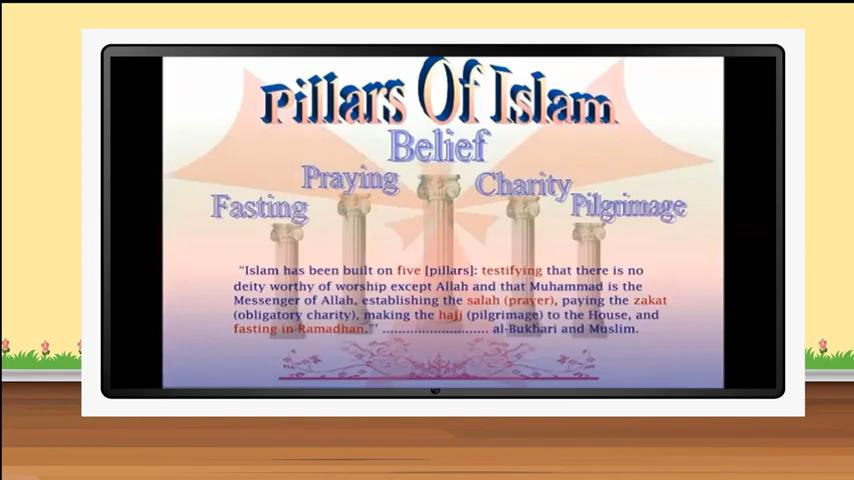 Pillars Of Islam
Belief
Praying
Charity
Fasting
Pilgrimage
"Islam has been built on five [pillars]: testifying that there is no
deity worthy of worship except Allah and that Muhammad is the
Messenger of Allah, establishing the salah (prayer), paying the zakat
(obligatory charity), making the hajj (pilgrimage) to the House, and
fasting in Ramadhan."' ............................ al-Bukhari and Muslim.